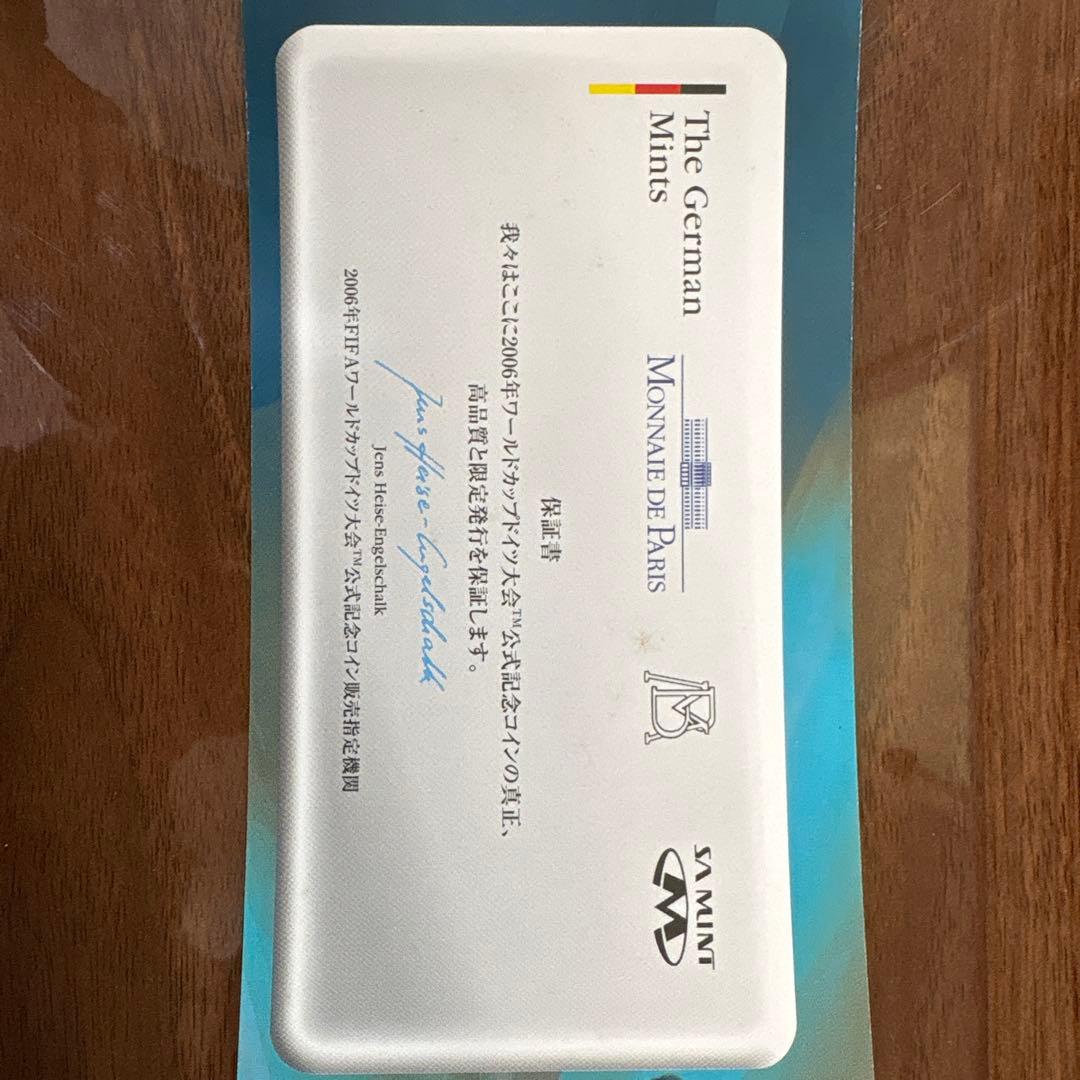 The German
Mints
MONNAIE DE PARIS
SA MINT
保証書
我々はここに2006年ワールドカップドイツ大会™公式記念コインの真正、
高品質と限定発行を保証します。
Jens Heise-Engelschalk
Jens Heise-Engelschalk
2006年FIFAワールドカップドイツ大会™公式記念コイン販売指定機関